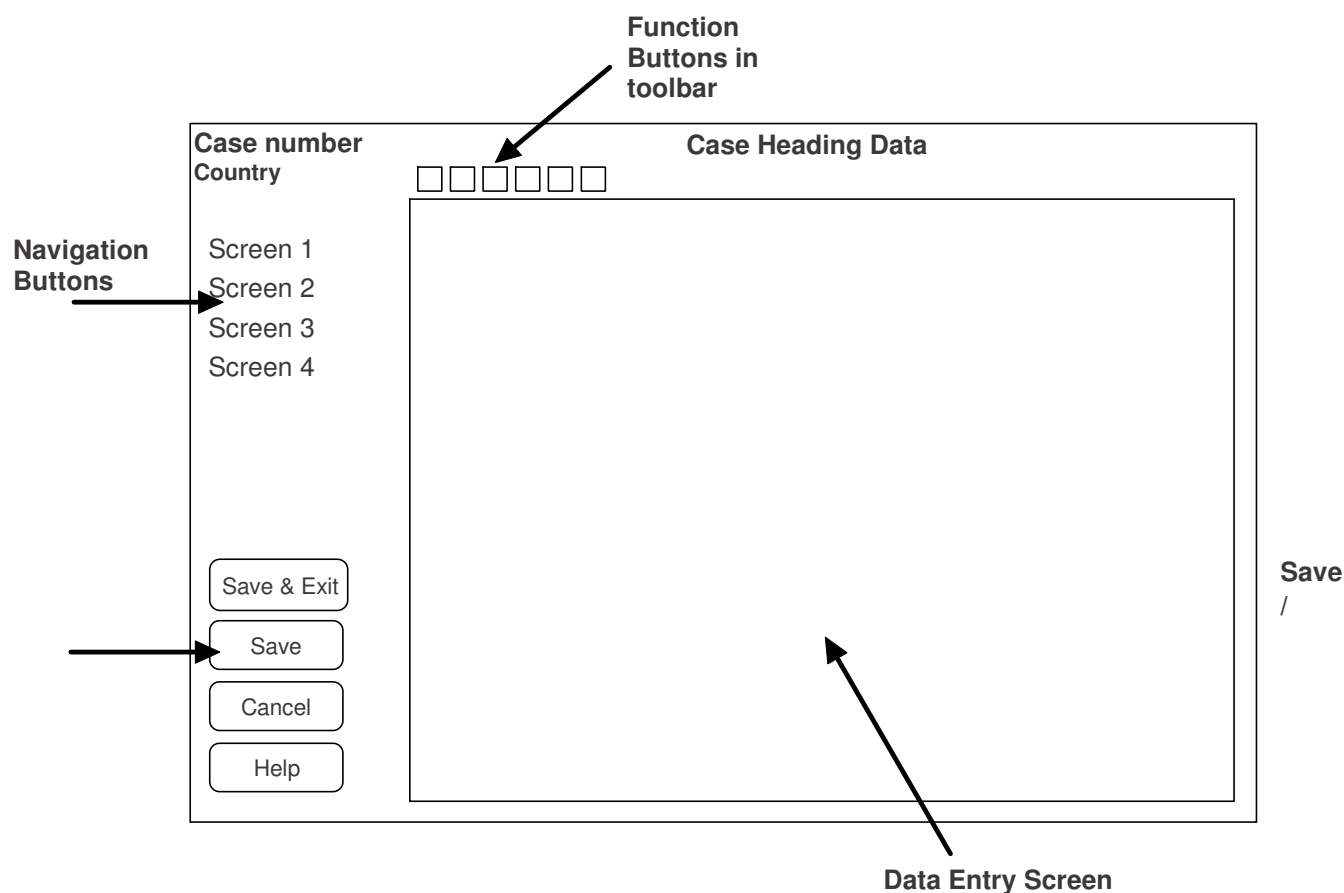 Function
Buttons in
toolbar
Case number
Case Heading Data
Country
Navigation
Buttons
Screen 1
Screen 2
Screen 3
Screen 4
Save & Exit
Save
Cancel
Help
Save
/
Data Entry Screen